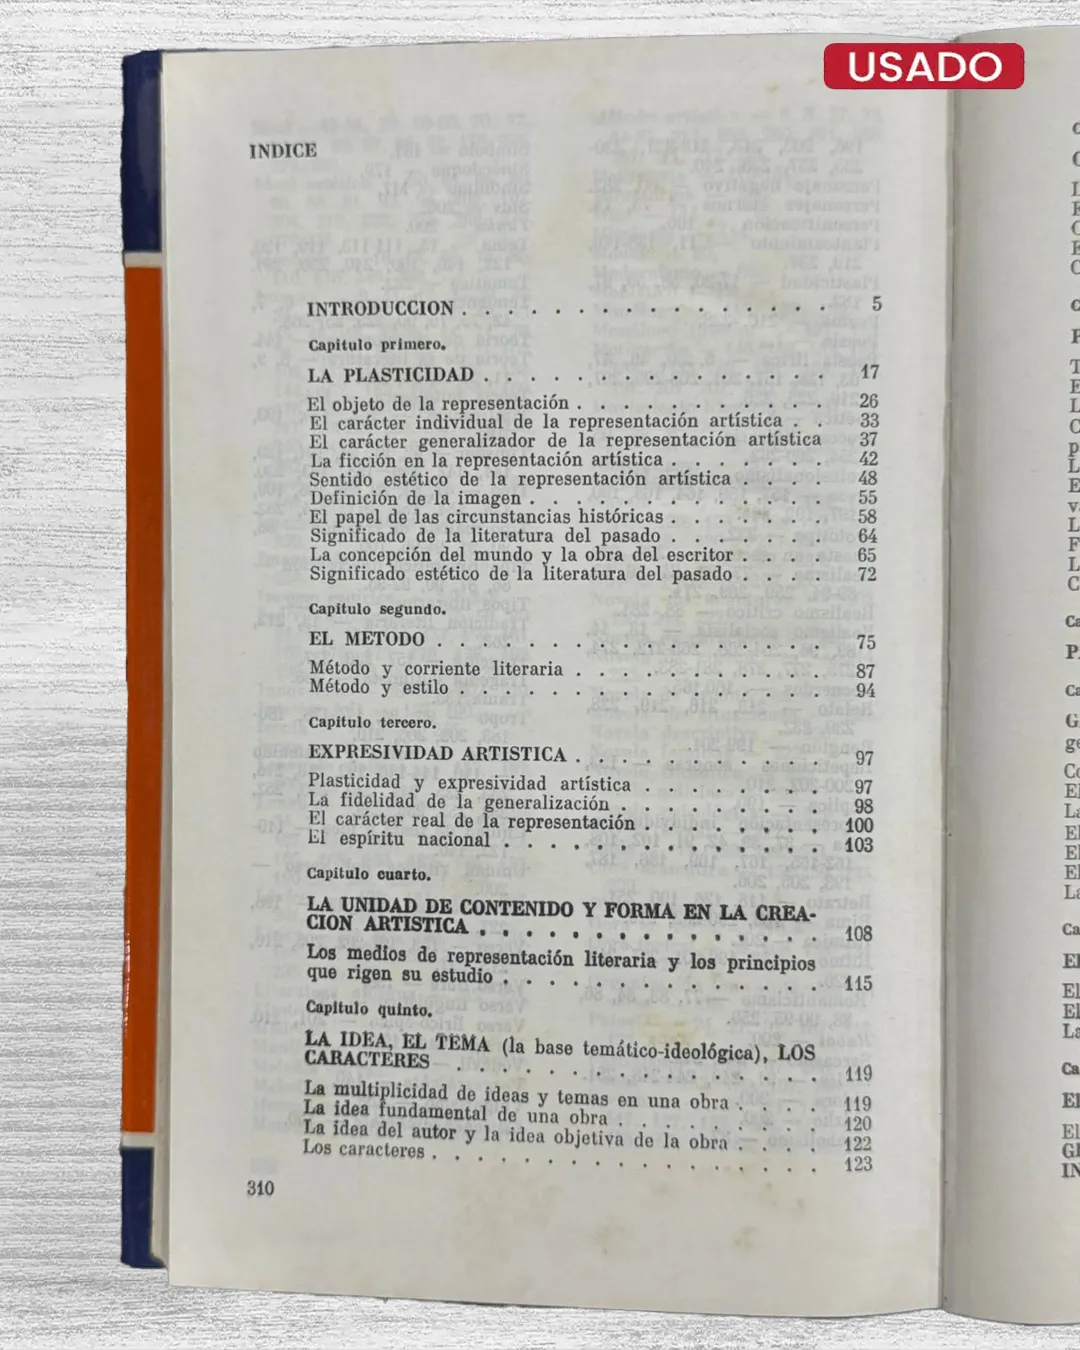 USADO
INDICE
INTRODUCCION . . . . . . . . . . . . . . . . 5
Capítulo primero.
LA PLASTICIDAD . . . . . . . . . . . . . . . 17
El objeto de la representación . . . . . . . . . . . 26
El carácter individual de la representación artística . . 33
El carácter generalizador de la representación artística 37
La ficción en la representación artística . . . . . . . 42
Sentido estético de la representación artística . . . . 48
Definición de la imagen . . . . . . . . . . . . . 55
El papel de las circunstancias históricas . . . . . . . 58
Significado de la literatura del pasado . . . . . . . 64
La concepción del mundo y la obra del escritor . . . . 65
Significado estético de la literatura del pasado . . . . 72
Capítulo segundo.
EL METODO . . . . . . . . . . . . . . . . . 75
Método y corriente literaria . . . . . . . . . . . 87
Método y estilo . . . . . . . . . . . . . . . . 94
Capítulo tercero.
EXPRESIVIDAD ARTISTICA . . . . . . . . . . . 97
Plasticidad y expresividad artística . . . . . . . . 97
La fidelidad de la generalización . . . . . . . . . 98
El carácter real de la representación . . . . . . . . 100
El espíritu nacional . . . . . . . . . . . . . . 103
Capítulo cuarto.
LA UNIDAD DE CONTENIDO Y FORMA EN LA CREA-
CION ARTISTICA . . . . . . . . . . . . . . . 108
Los medios de representación literaria y los principios
que rigen su estudio . . . . . . . . . . . . . . 115
Capítulo quinto.
LA IDEA, EL TEMA (la base temático-ideológica), LOS
CARACTERES . . . . . . . . . . . . . . . . 119
La multiplicidad de ideas y temas en una obra . . . . 119
La idea fundamental de una obra . . . . . . . . . 120
La idea del autor y la idea objetiva de la obra . . . . 122
Los caracteres . . . . . . . . . . . . . . . . . 123
310